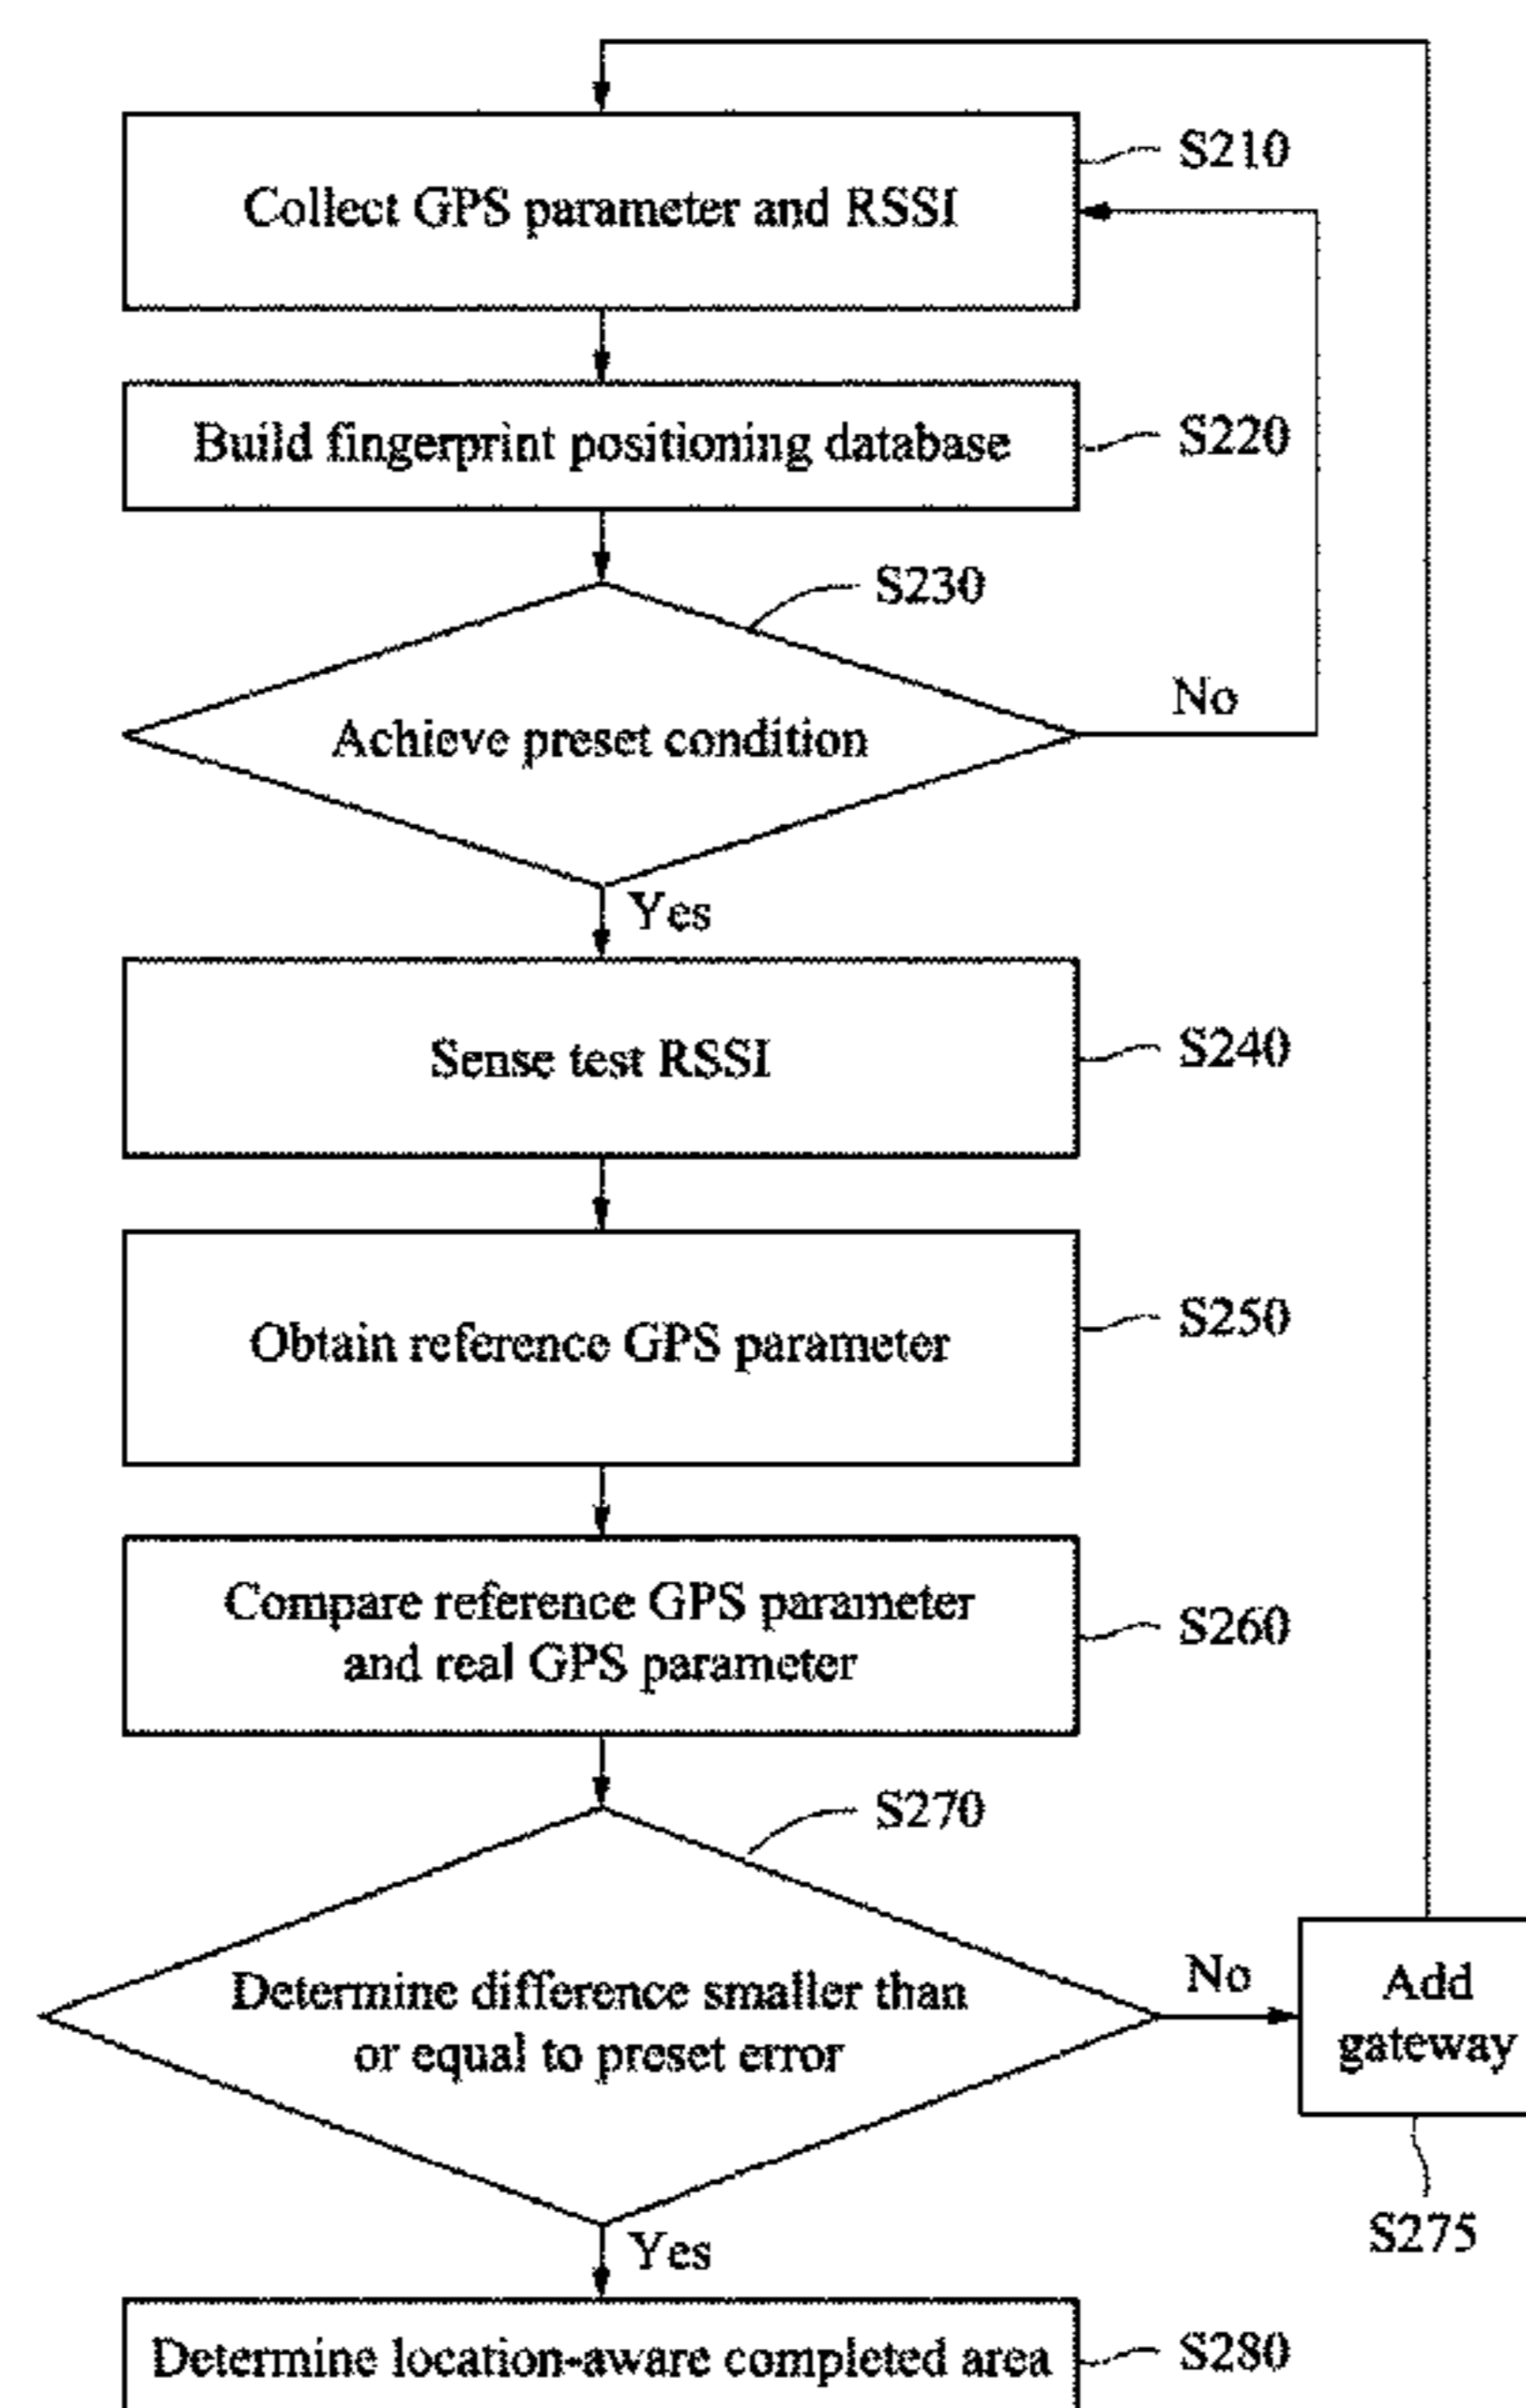 Collect GPS parameter and RSSI
S210
Build fingerprint positioning database
S220
S230
Achieve preset condition
No
Yes
Sense test RSSI
S240
Obtain reference GPS parameter
S250
Compare reference GPS parameter
and real GPS parameter
S260
S270
Determine difference smaller than
or equal to preset error
No
Add
gateway
S275
Yes
Determine location-aware completed area
S280